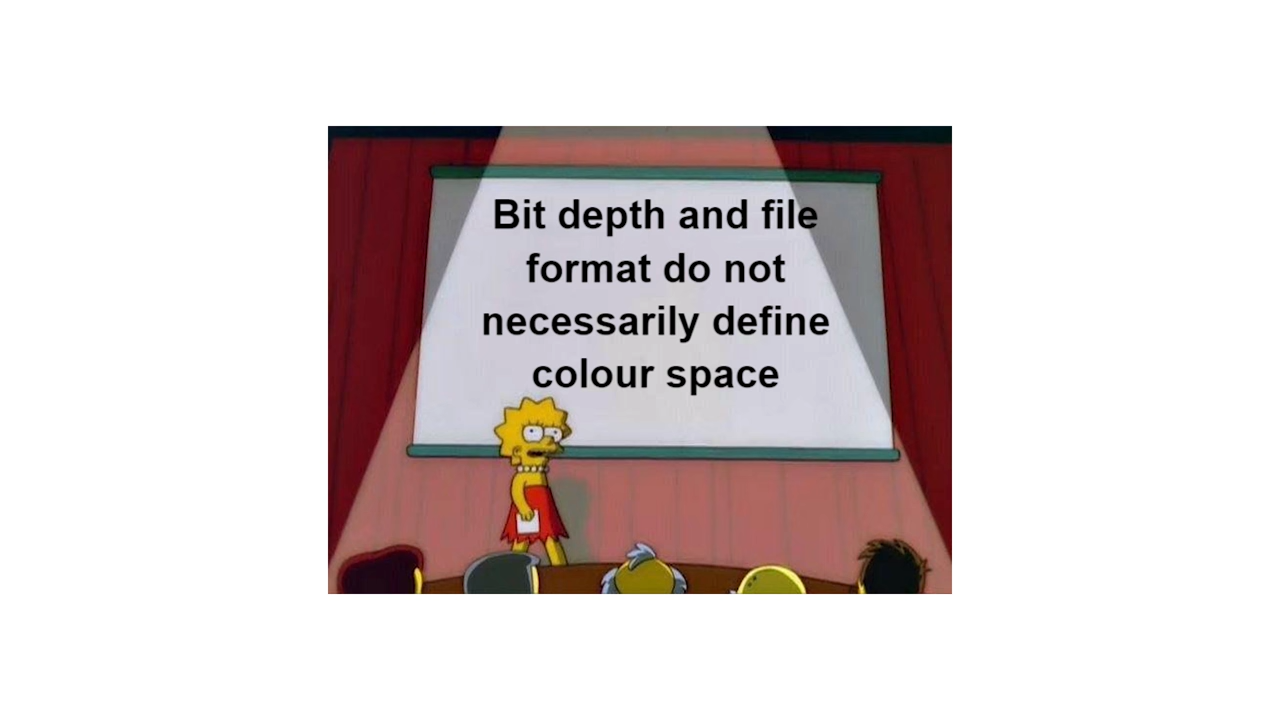 Bit depth and file
format do not
necessarily define
colour space